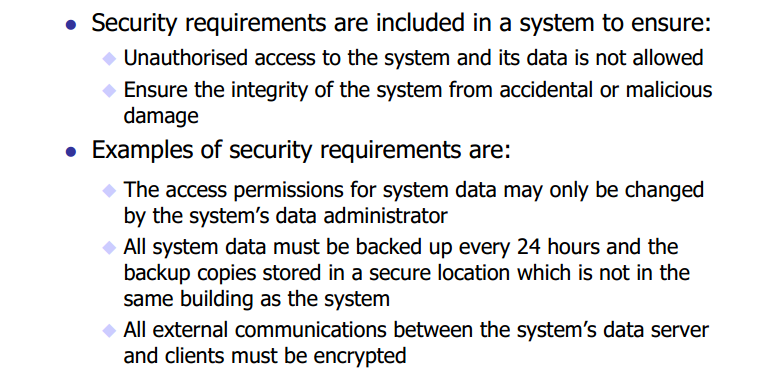 Security requirements are included in a system to ensure:
Unauthorised access to the system and its data is not allowed
Ensure the integrity of the system from accidental or malicious
damage
Examples of security requirements are:
The access permissions for system data may only be changed
by the system's data administrator
All system data must be backed up every 24 hours and the
backup copies stored in a secure location which is not in the
same building as the system
All external communications between the system's data server
and clients must be encrypted